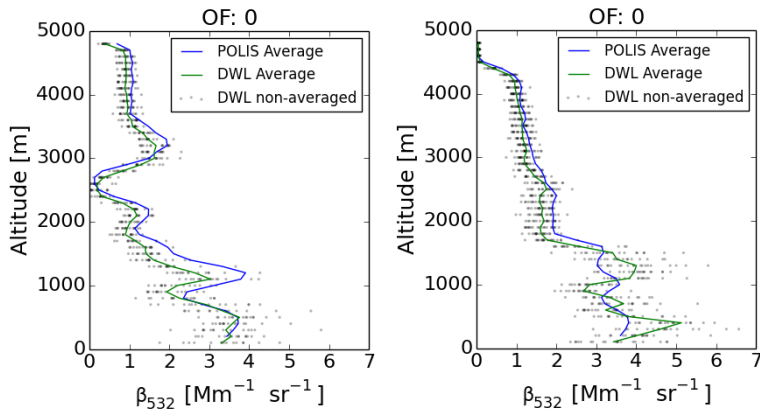 OF: 0
5000
4000
3000
2000
1000
0
Altitude [m]
POLIS Average
DWL Average
DWL non-averaged
0 1 2 3 4 5 6 7
β532 [Mm⁻¹ sr⁻¹]
OF: 0
5000
4000
3000
2000
1000
0
Altitude [m]
POLIS Average
DWL Average
DWL non-averaged
0 1 2 3 4 5 6 7
β532 [Mm⁻¹ sr⁻¹]